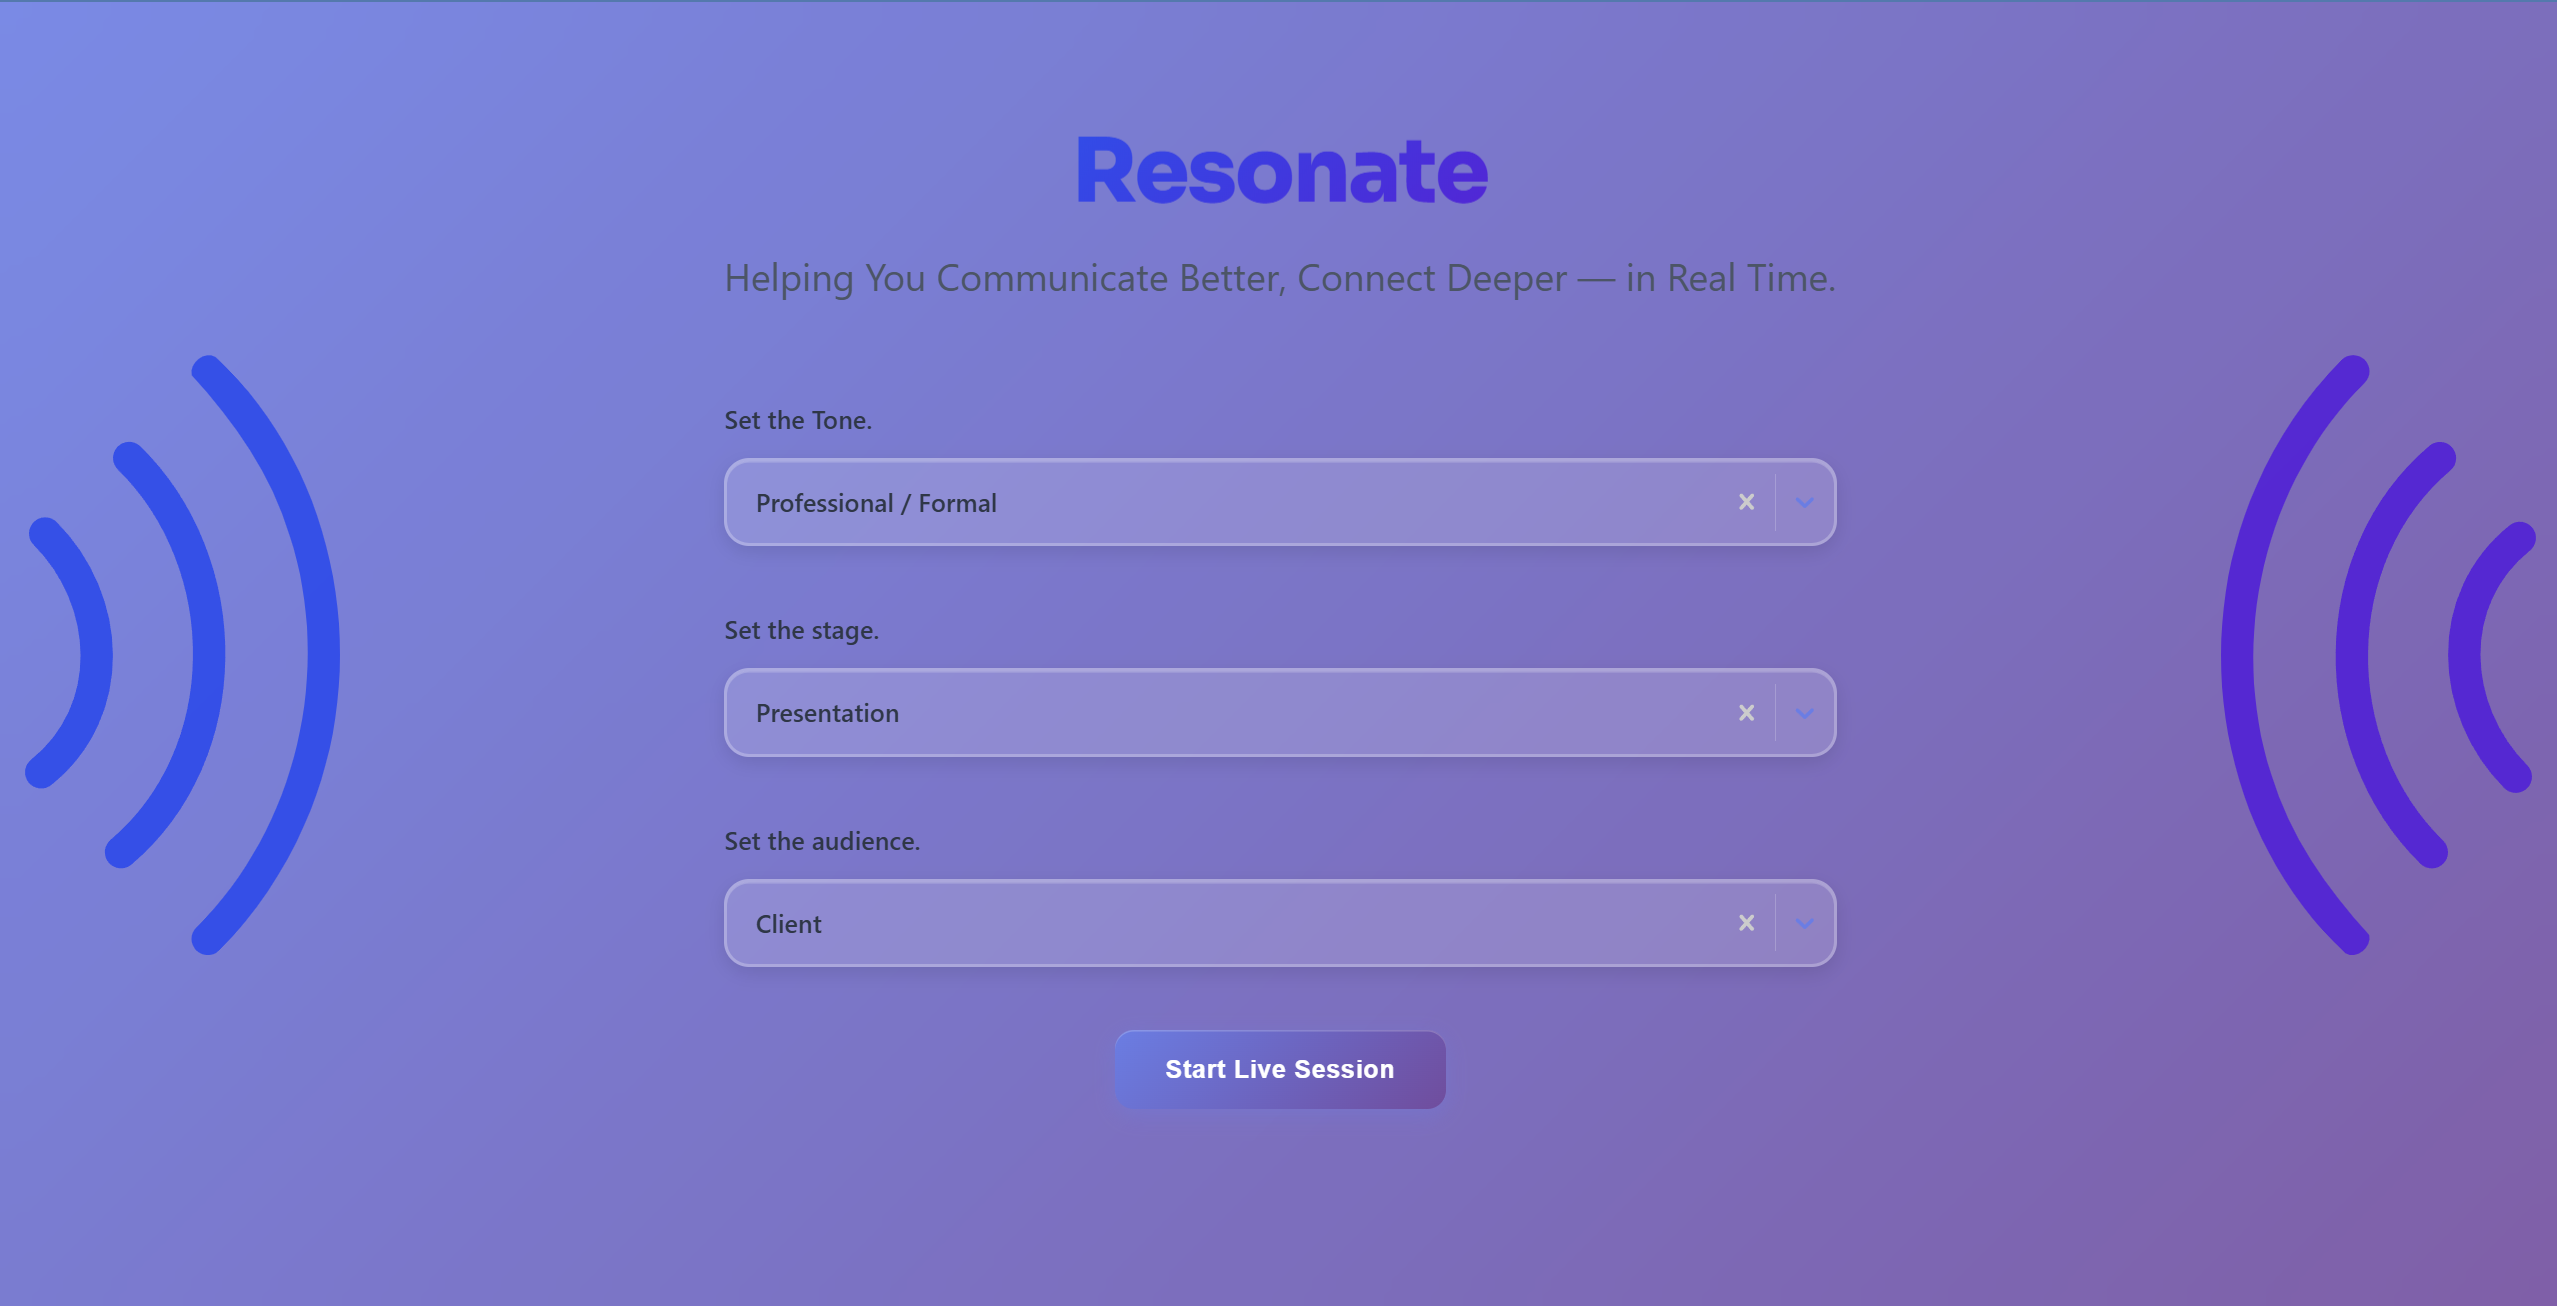 Resonate
Helping You Communicate Better, Connect Deeper — in Real Time.
Set the Tone.
Professional / Formal
Set the stage.
Presentation
Set the audience.
Client
Start Live Session